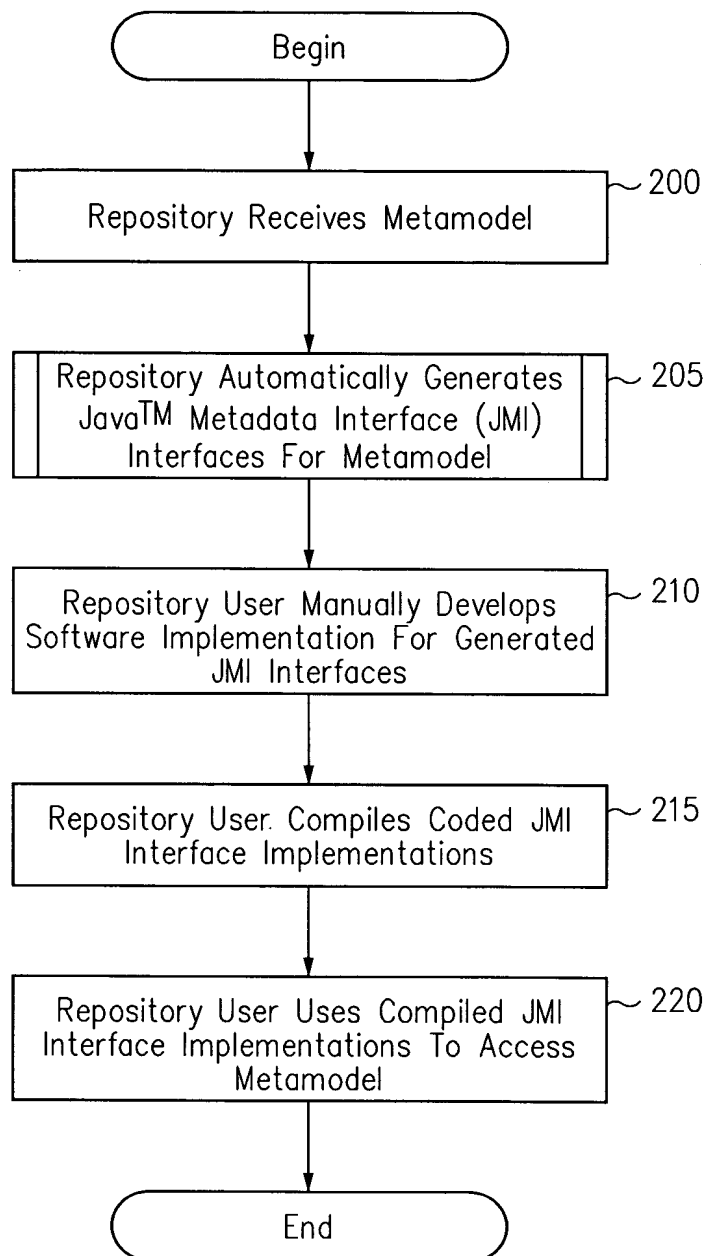 Begin
Repository Receives Metamodel
200
Repository Automatically Generates
Java™ Metadata Interface (JMI)
Interfaces For Metamodel
205
Repository User Manually Develops
Software Implementation For Generated
JMI Interfaces
210
Repository User. Compiles Coded JMI
Interface Implementations
215
Repository User Uses Compiled JMI
Interface Implementations To Access
Metamodel
220
End